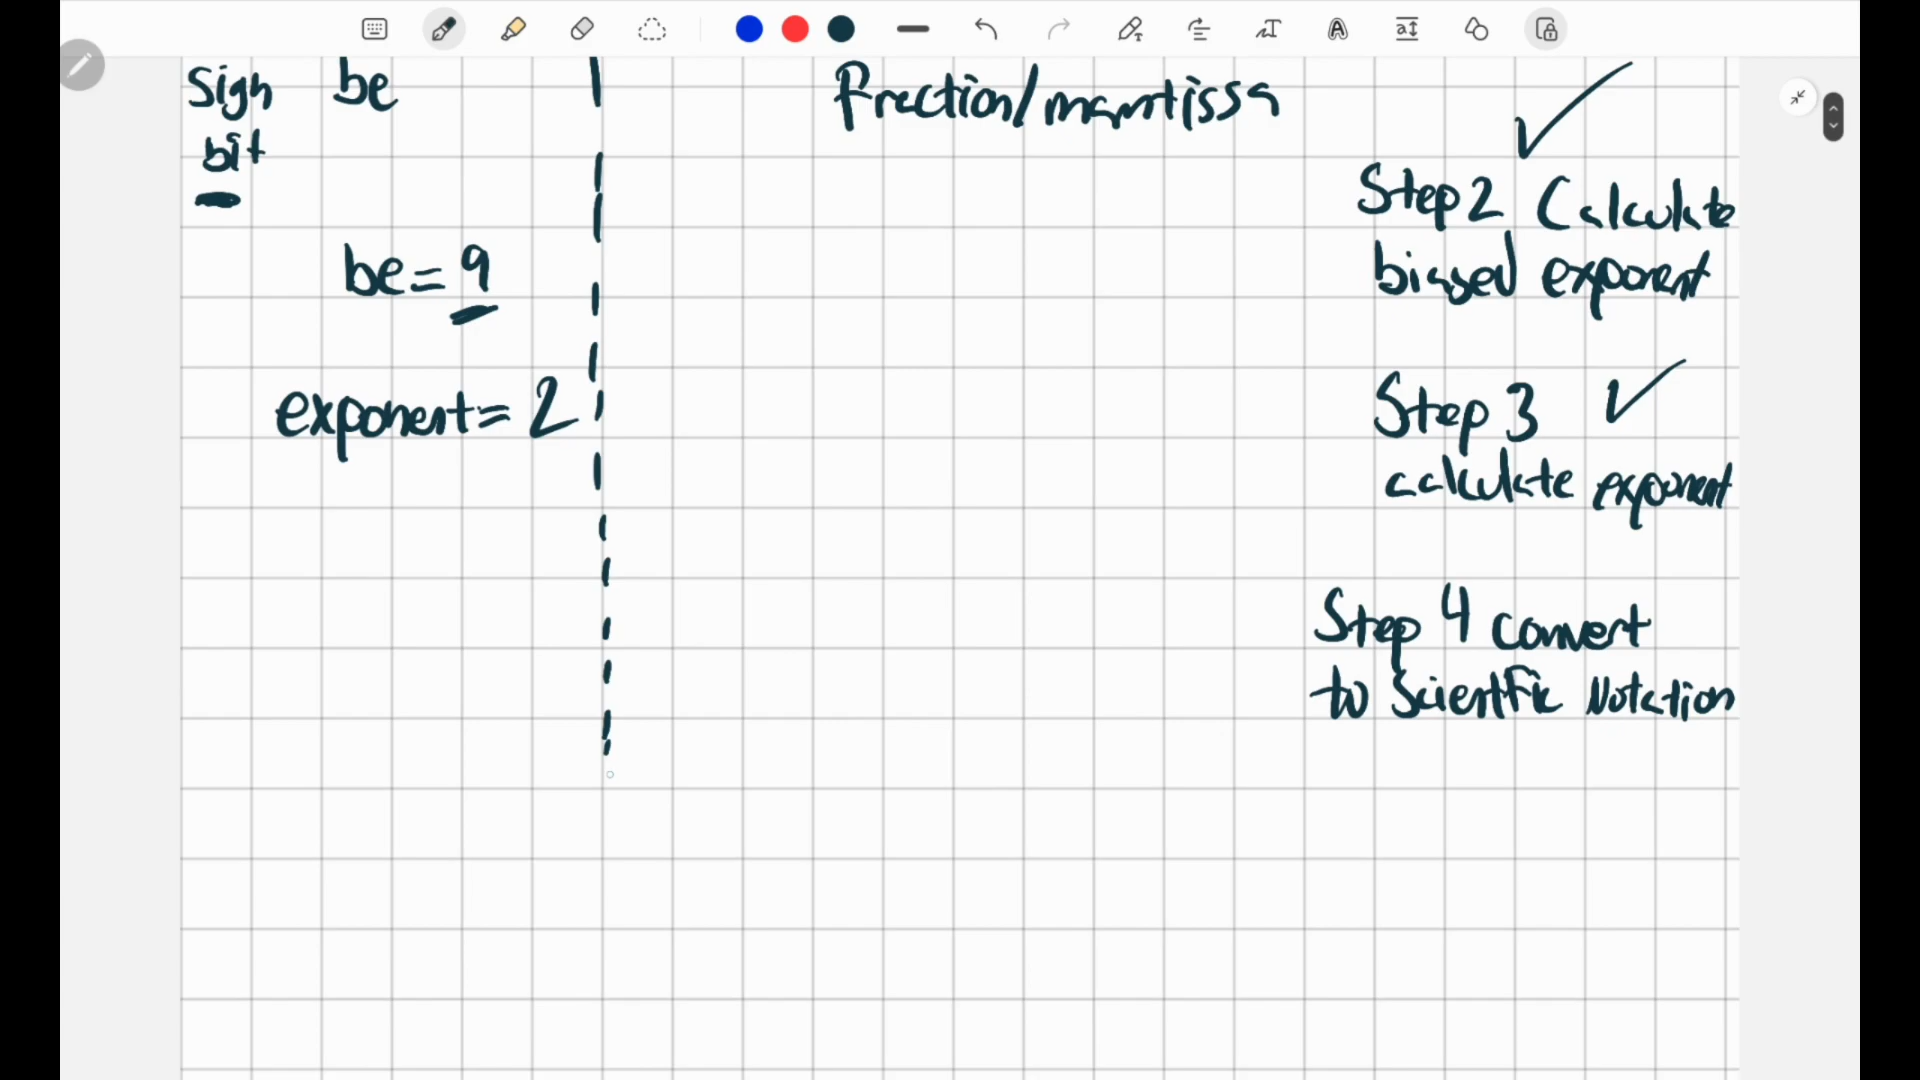 Sign be fraction/mantissa
bit
be = 9
exponent = 2
Step 2 Calculate
biased exponent
Step 3
calculate exponent
Step 4 convert
to Scientific Notation